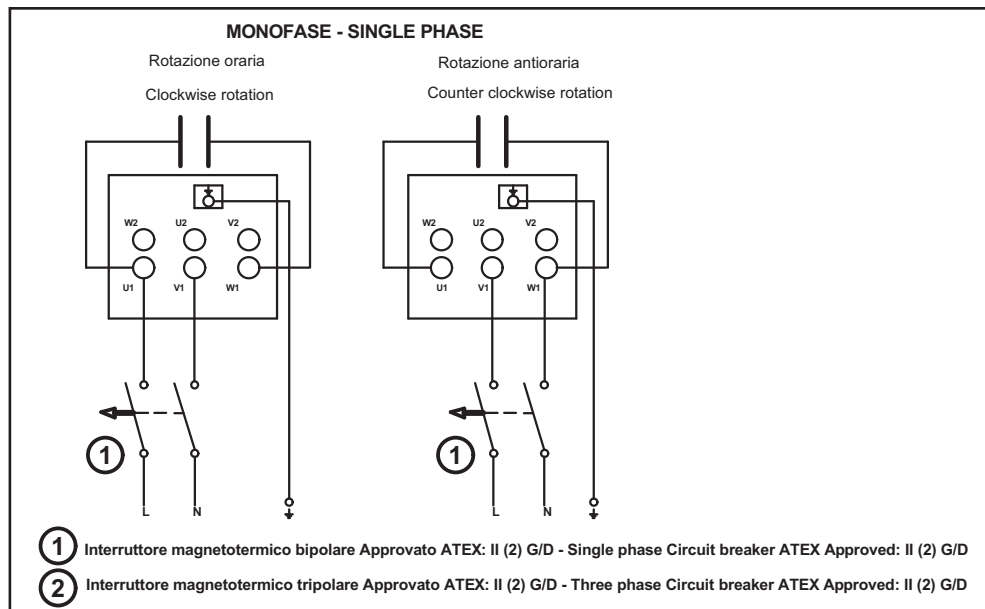 MONOFASE - SINGLE PHASE
Rotazione oraria
Clockwise rotation
Rotazione antioraria
Counter clockwise rotation
W2 U2 V2
U1 V1 W1
W2 U2 V2
U1 V1 W1
1
1
L N
L N
1 Interruttore magnetotermico bipolare Approvato ATEX: II (2) G/D - Single phase Circuit breaker ATEX Approved: II (2) G/D
2 Interruttore magnetotermico tripolare Approvato ATEX: II (2) G/D - Three phase Circuit breaker ATEX Approved: II (2) G/D